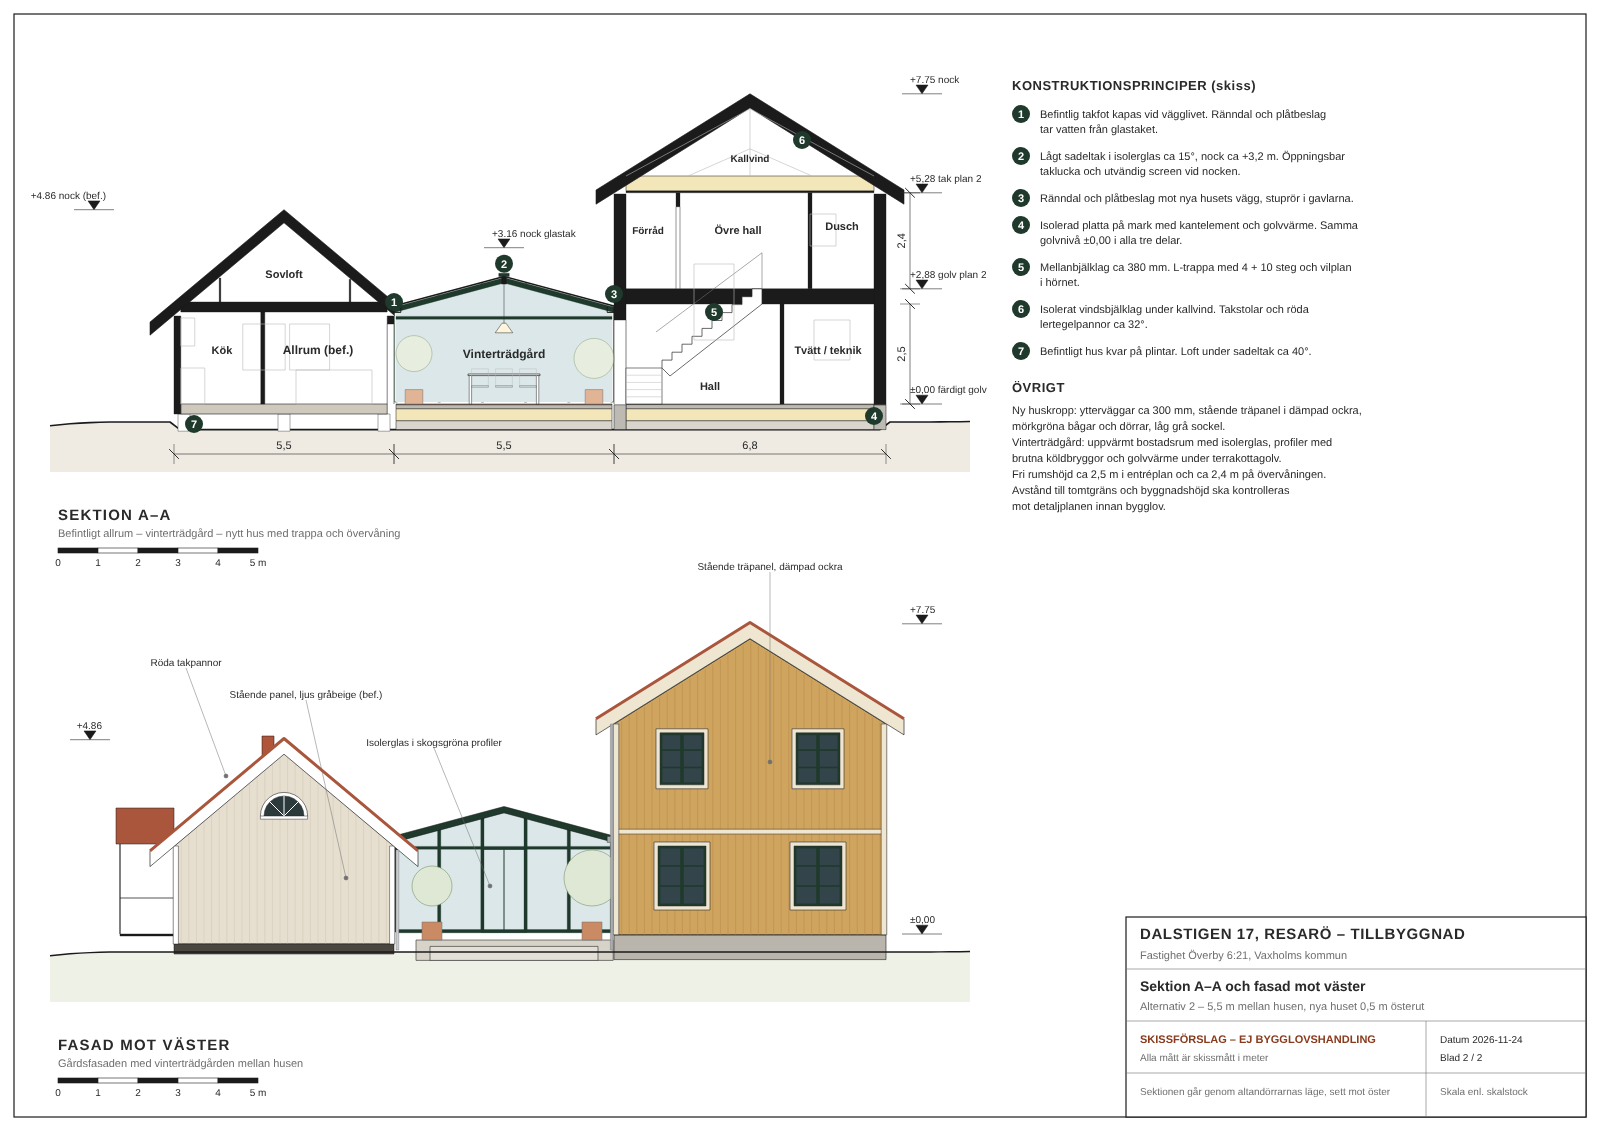 +7.75 nock
+4.86 nock (bef.)
+5,28 tak plan 2
+3.16 nock glastak
+2,88 golv plan 2
±0,00 färdigt golv
Kallvind
6
Förråd
Övre hall
Dusch
2,4
Sovloft
2
1
3
5
Kök
Allrum (bef.)
Vinterträdgård
Tvätt / teknik
2,5
Hall
7
4
5,5
5,5
6,8
SEKTION A–A
Befintligt allrum – vinterträdgård – nytt hus med trappa och övervåning
0 1 2 3 4 5 m
KONSTRUKTIONSPRINCIPER (skiss)
1 Befintlig takfot kapas vid vägglivet. Ränndal och plåtbeslag
tar vatten från glastaket.
2 Lågt sadeltak i isolerglas ca 15°, nock ca +3,2 m. Öppningsbar
taklucka och utvändig screen vid nocken.
3 Ränndal och plåtbeslag mot nya husets vägg, stuprör i gavlarna.
4 Isolerad platta på mark med kantelement och golvvärme. Samma
golvnivå ±0,00 i alla tre delar.
5 Mellanbjälklag ca 380 mm. L-trappa med 4 + 10 steg och vilplan
i hörnet.
6 Isolerat vindsbjälklag under kallvind. Takstolar och röda
lertegelpannor ca 32°.
7 Befintligt hus kvar på plintar. Loft under sadeltak ca 40°.
ÖVRIGT
Ny huskropp: ytterväggar ca 300 mm, stående träpanel i dämpad ockra,
mörkgröna bågar och dörrar, låg grå sockel.
Vinterträdgård: uppvärmt bostadsrum med isolerglas, profiler med
brutna köldbryggor och golvvärme under terrakottagolv.
Fri rumshöjd ca 2,5 m i entréplan och ca 2,4 m på övervåningen.
Avstånd till tomtgräns och byggnadshöjd ska kontrolleras
mot detaljplanen innan bygglov.
Stående träpanel, dämpad ockra
+7.75
Röda takpannor
Stående panel, ljus gråbeige (bef.)
+4.86
Isolerglas i skogsgröna profiler
±0,00
FASAD MOT VÄSTER
Gårdsfasaden med vinterträdgården mellan husen
0 1 2 3 4 5 m
DALSTIGEN 17, RESARÖ – TILLBYGGNAD
Fastighet Överby 6:21, Vaxholms kommun
Sektion A–A och fasad mot väster
Alternativ 2 – 5,5 m mellan husen, nya huset 0,5 m österut
SKISSFÖRSLAG – EJ BYGGLOVSHANDLING
Alla mått är skissmått i meter
Datum 2026-11-24
Blad 2 / 2
Sektionen går genom altandörrarnas läge, sett mot öster
Skala enl. skalstock